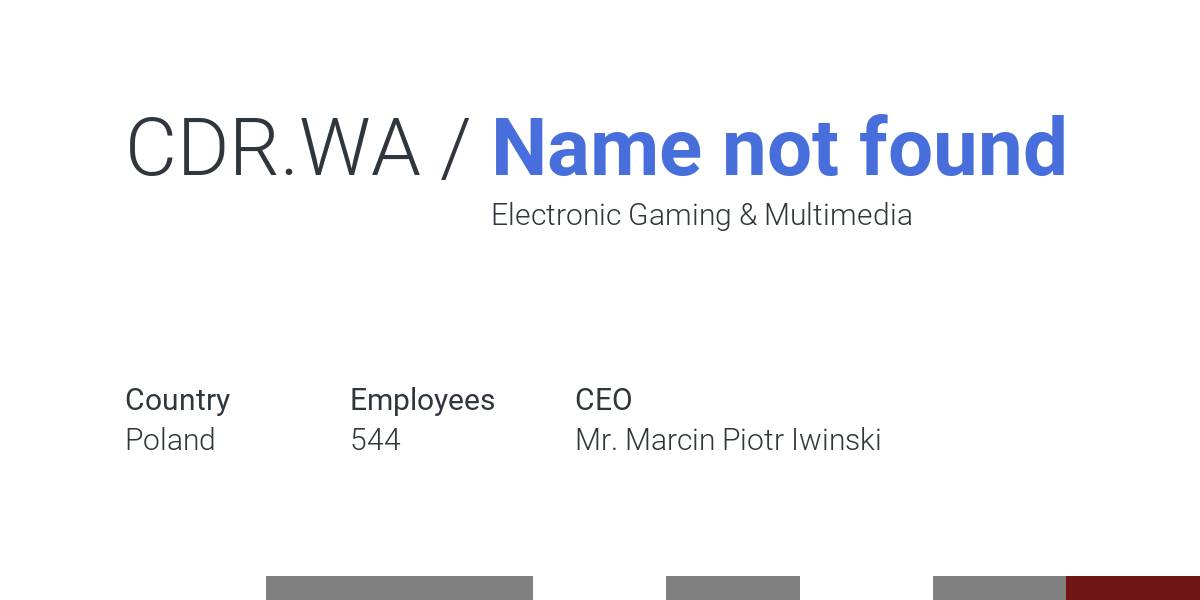 CDR.WA / Name not found
Electronic Gaming & Multimedia
Country Employees CEO
Poland 544 Mr. Marcin Piotr Iwinski